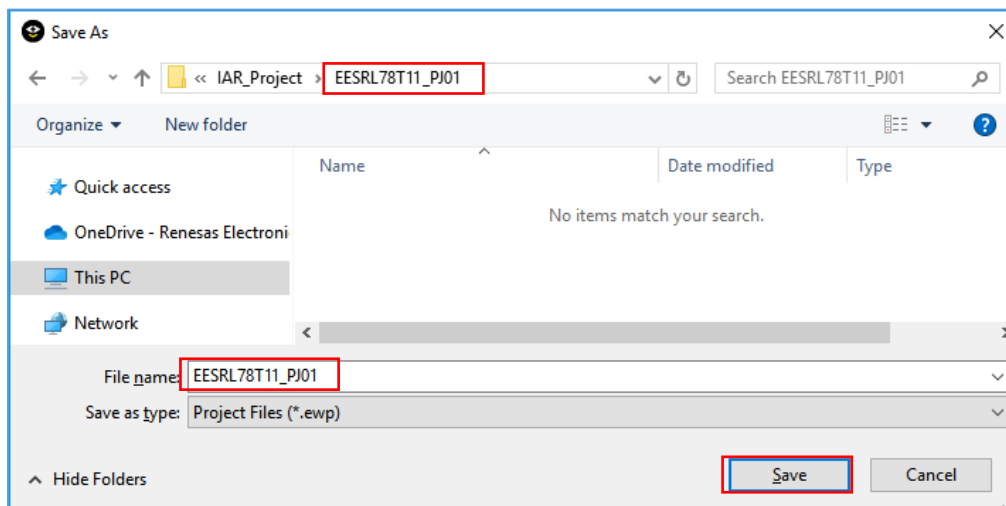 Save As
« IAR_Project › EESRL78T11_PJ01
Search EESRL78T11_PJ01
Organize
New folder
?
Name
Date modified
Type
Quick access
No items match your search.
OneDrive - Renesas Electroni
This PC
Network
File name: EESRL78T11_PJ01
Save as type: Project Files (*.ewp)
Hide Folders
Save
Cancel